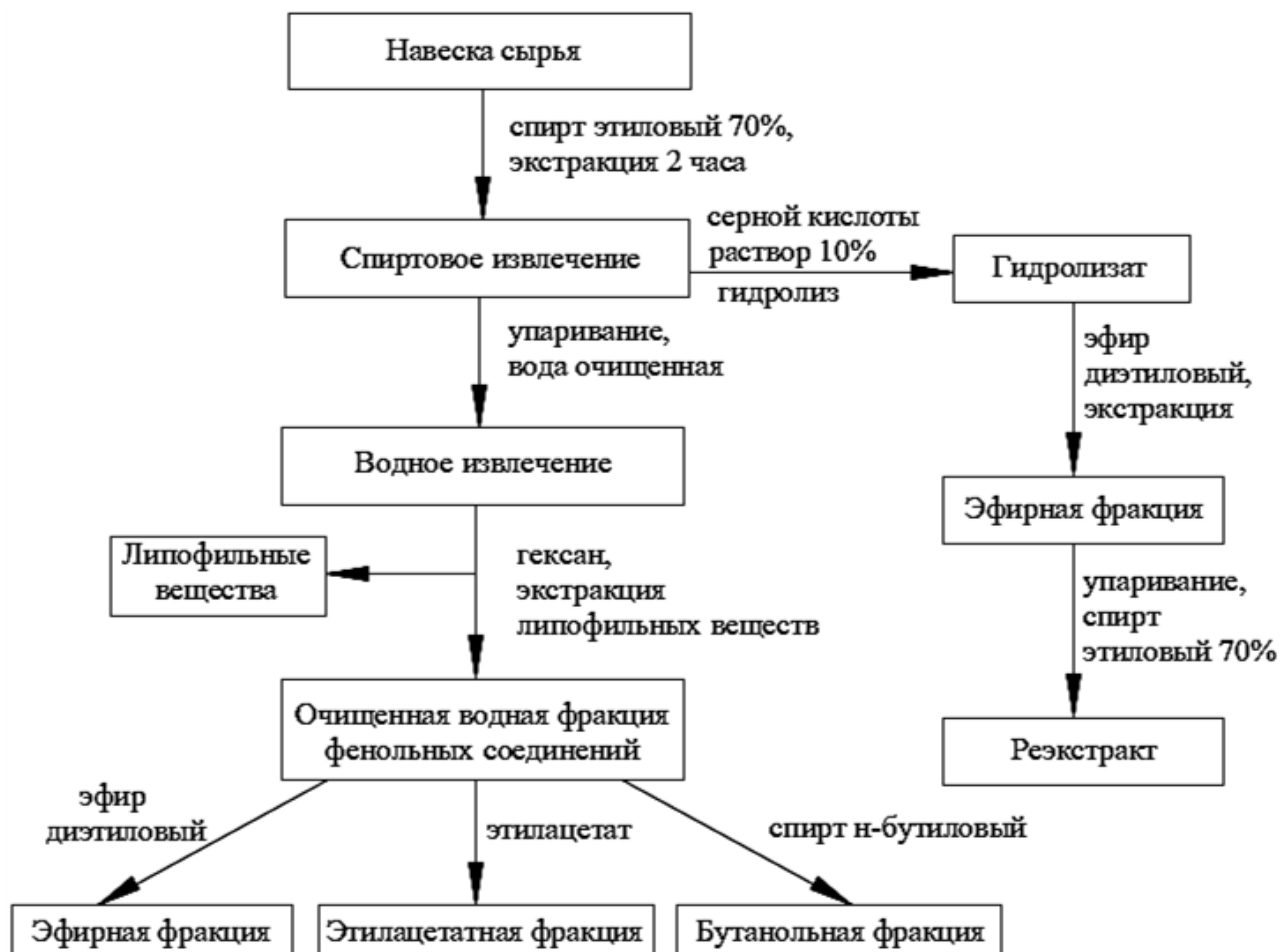 Навеска сырья
спирт этиловый 70%,
экстракция 2 часа
Спиртовое извлечение
серной кислоты
раствор 10%
гидролиз
Гидролизат
упаривание,
вода очищенная
эфир
диэтиловый,
экстракция
Водное извлечение
Эфирная фракция
Липофильные
вещества
гексан,
экстракция
липофильных веществ
упаривание,
спирт
этиловый 70%
Очищенная водная фракция
фенольных соединений
Реэкстракт
эфир
диэтиловый
этилацетат
спирт н-бутиловый
Эфирная фракция
Этилацетатная фракция
Бутанольная фракция